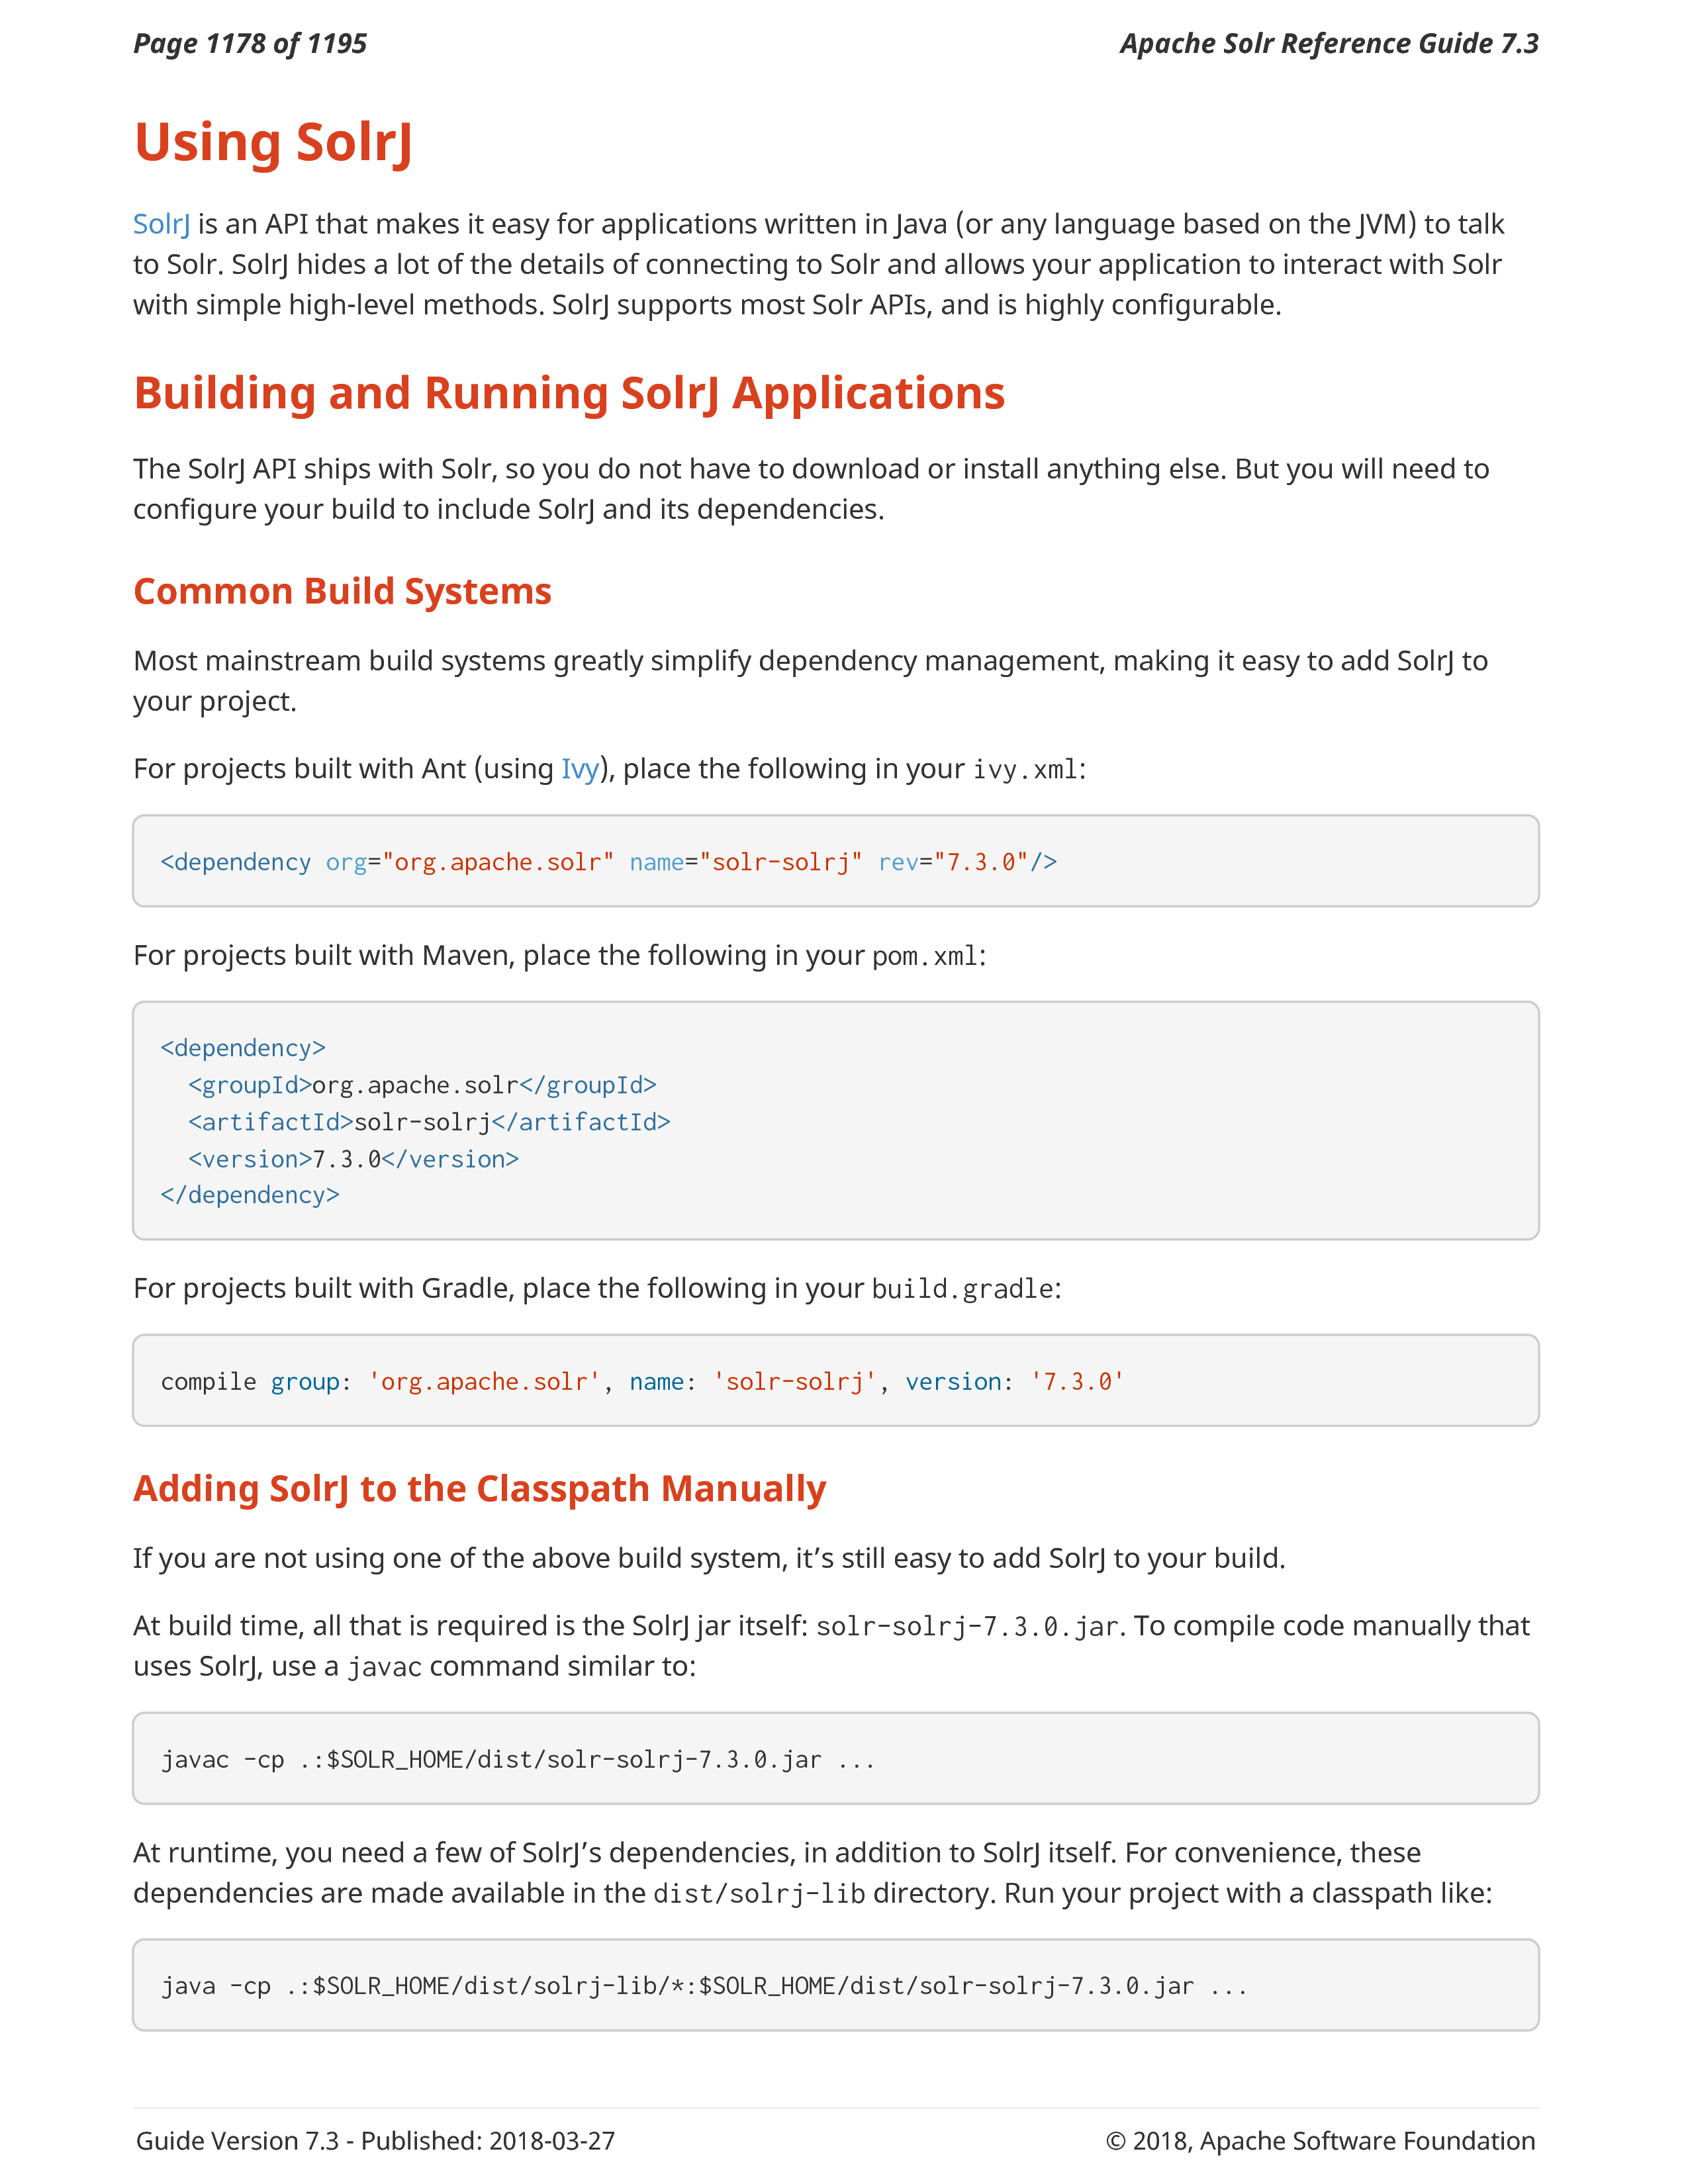 Page 1178 of 1195
Apache Solr Reference Guide 7.3
Using SolrJ
SolrJ is an API that makes it easy for applications written in Java (or any language based on the JVM) to talk
to Solr. SolrJ hides a lot of the details of connecting to Solr and allows your application to interact with Solr
with simple high-level methods. SolrJ supports most Solr APIs, and is highly configurable.
Building and Running SolrJ Applications
The SolrJ API ships with Solr, so you do not have to download or install anything else. But you will need to
configure your build to include SolrJ and its dependencies.
Common Build Systems
Most mainstream build systems greatly simplify dependency management, making it easy to add SolrJ to
your project.
For projects built with Ant (using Ivy), place the following in your ivy.xml:
<dependency org="org.apache.solr" name="solr-solrj" rev="7.3.0"/>
For projects built with Maven, place the following in your pom.xml:
<dependency>
  <groupId>org.apache.solr</groupId>
  <artifactId>solr-solrj</artifactId>
  <version>7.3.0</version>
</dependency>
For projects built with Gradle, place the following in your build.gradle:
compile group: 'org.apache.solr', name: 'solr-solrj', version: '7.3.0'
Adding SolrJ to the Classpath Manually
If you are not using one of the above build system, it’s still easy to add SolrJ to your build.
At build time, all that is required is the SolrJ jar itself: solr-solrj-7.3.0.jar. To compile code manually that
uses SolrJ, use a javac command similar to:
javac -cp .:$SOLR_HOME/dist/solr-solrj-7.3.0.jar ...
At runtime, you need a few of SolrJ’s dependencies, in addition to SolrJ itself. For convenience, these
dependencies are made available in the dist/solrj-lib directory. Run your project with a classpath like:
java -cp .:$SOLR_HOME/dist/solrj-lib/*:$SOLR_HOME/dist/solr-solrj-7.3.0.jar ...
Guide Version 7.3 - Published: 2018-03-27
© 2018, Apache Software Foundation